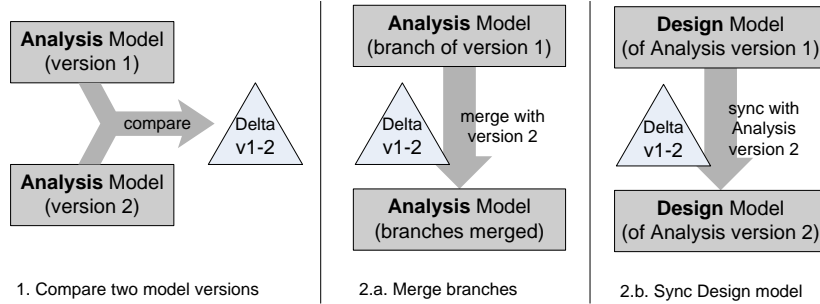 Analysis Model
(version 1)
compare
Delta
v1-2
Analysis Model
(version 2)
1. Compare two model versions
Analysis Model
(branch of version 1)
Delta
v1-2
merge with
version 2
Analysis Model
(branches merged)
2.a. Merge branches
Design Model
(of Analysis version 1)
Delta
v1-2
sync with
Analysis
version 2
Design Model
(of Analysis version 2)
2.b. Sync Design model